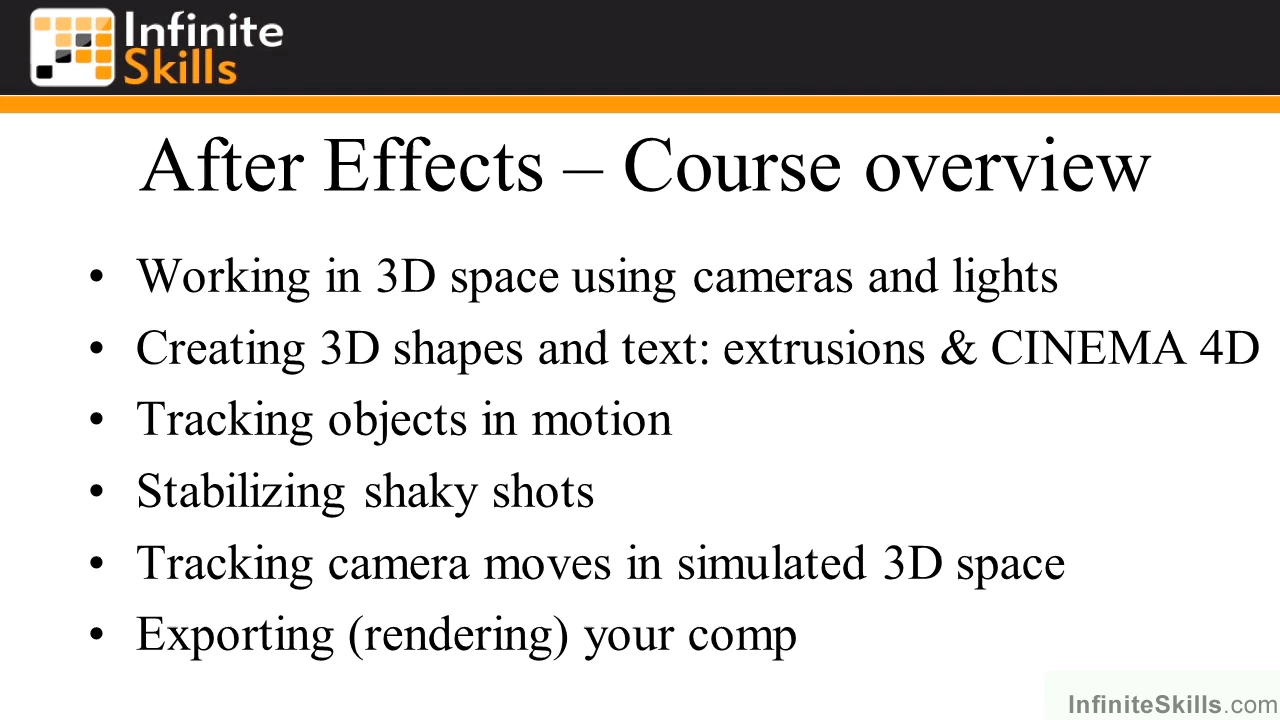 Infinite
Skills
After Effects – Course overview
• Working in 3D space using cameras and lights
• Creating 3D shapes and text: extrusions & CINEMA 4D
• Tracking objects in motion
• Stabilizing shaky shots
• Tracking camera moves in simulated 3D space
• Exporting (rendering) your comp
InfiniteSkills.com